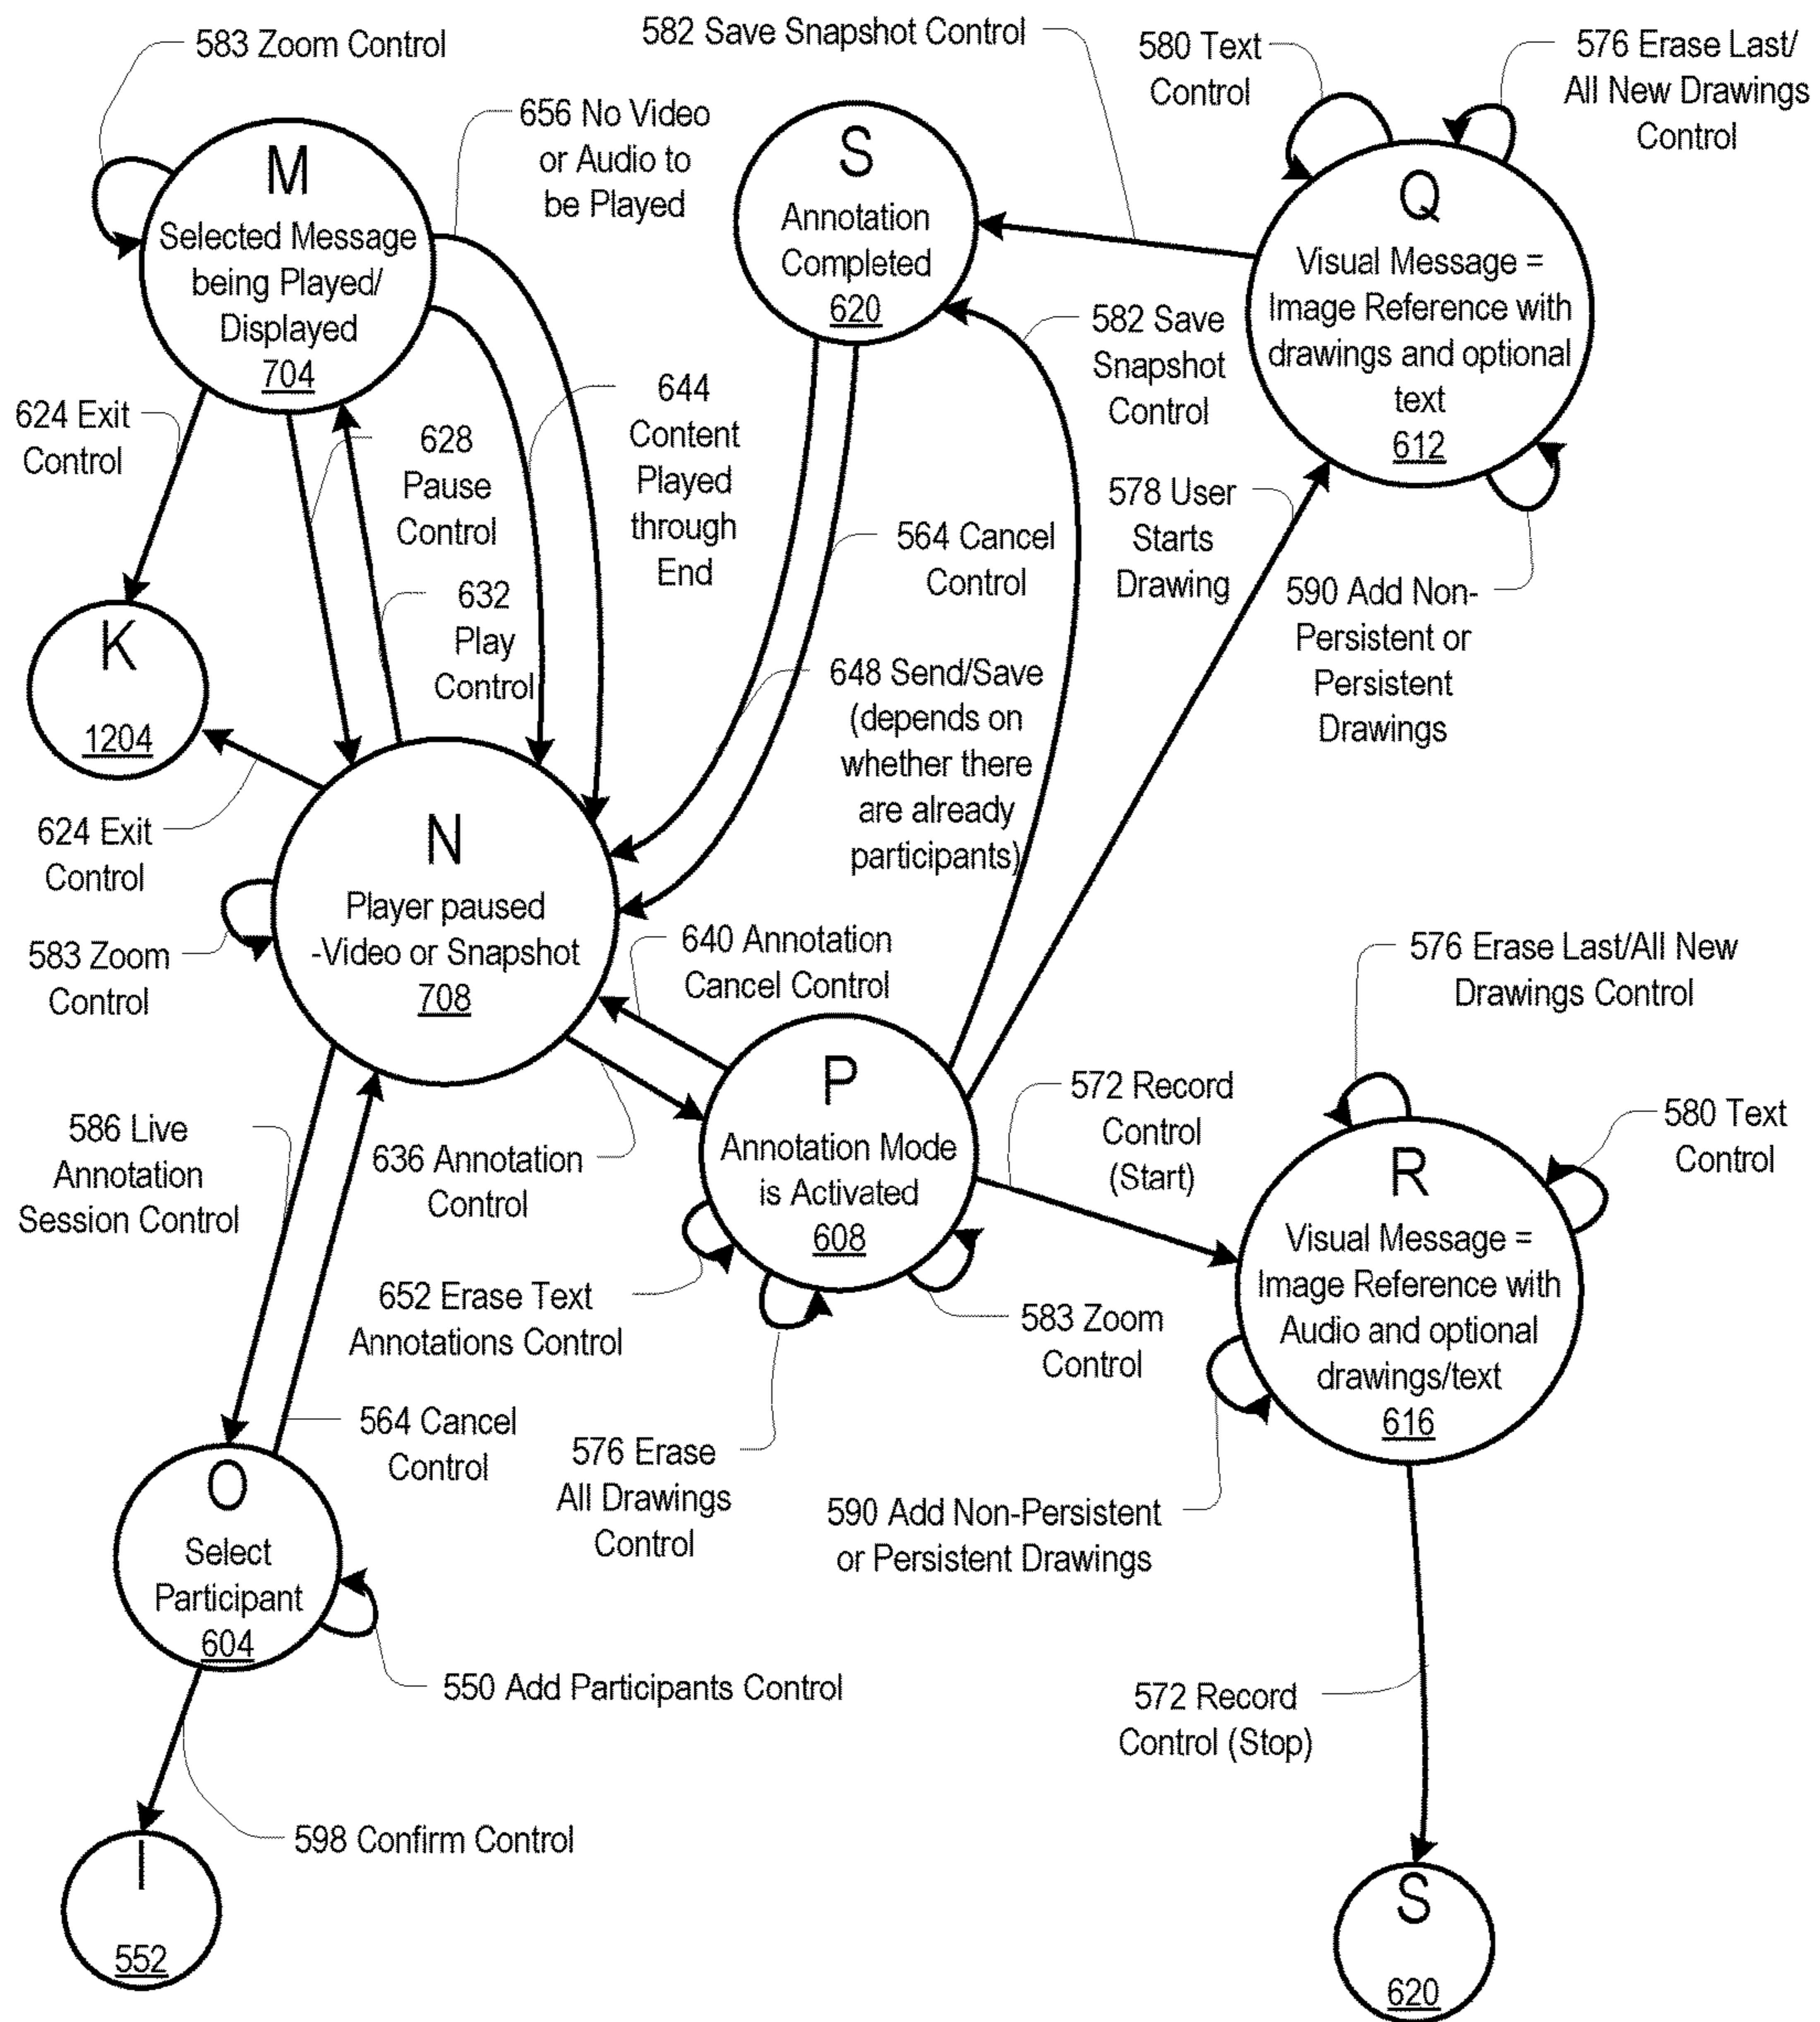 583 Zoom Control
582 Save Snapshot Control
580 Text
Control
576 Erase Last/
All New Drawings
Control
656 No Video
or Audio to
be Played
M
Selected Message
being Played/
Displayed
704
S
Annotation
Completed
620
Q
Visual Message =
Image Reference with
drawings and optional
text
612
582 Save
Snapshot
Control
624 Exit
Control
628
Pause
Control
644
Content
Played
through
End
578 User
Starts
Drawing
564 Cancel
Control
632
Play
Control
590 Add Non-
Persistent or
Persistent
Drawings
K
1204
648 Send/Save
(depends on
whether there
are already
participants)
624 Exit
Control
N
Player paused
-Video or Snapshot
708
583 Zoom
Control
640 Annotation
Cancel Control
576 Erase Last/All New
Drawings Control
586 Live
Annotation
Session Control
636 Annotation
Control
P
Annotation Mode
is Activated
608
572 Record
Control
(Start)
580 Text
Control
R
Visual Message =
Image Reference with
Audio and optional
drawings/text
616
652 Erase Text
Annotations Control
583 Zoom
Control
564 Cancel
Control
576 Erase
All Drawings
Control
590 Add Non-Persistent
or Persistent Drawings
O
Select
Participant
604
550 Add Participants Control
572 Record
Control (Stop)
598 Confirm Control
I
552
S
620